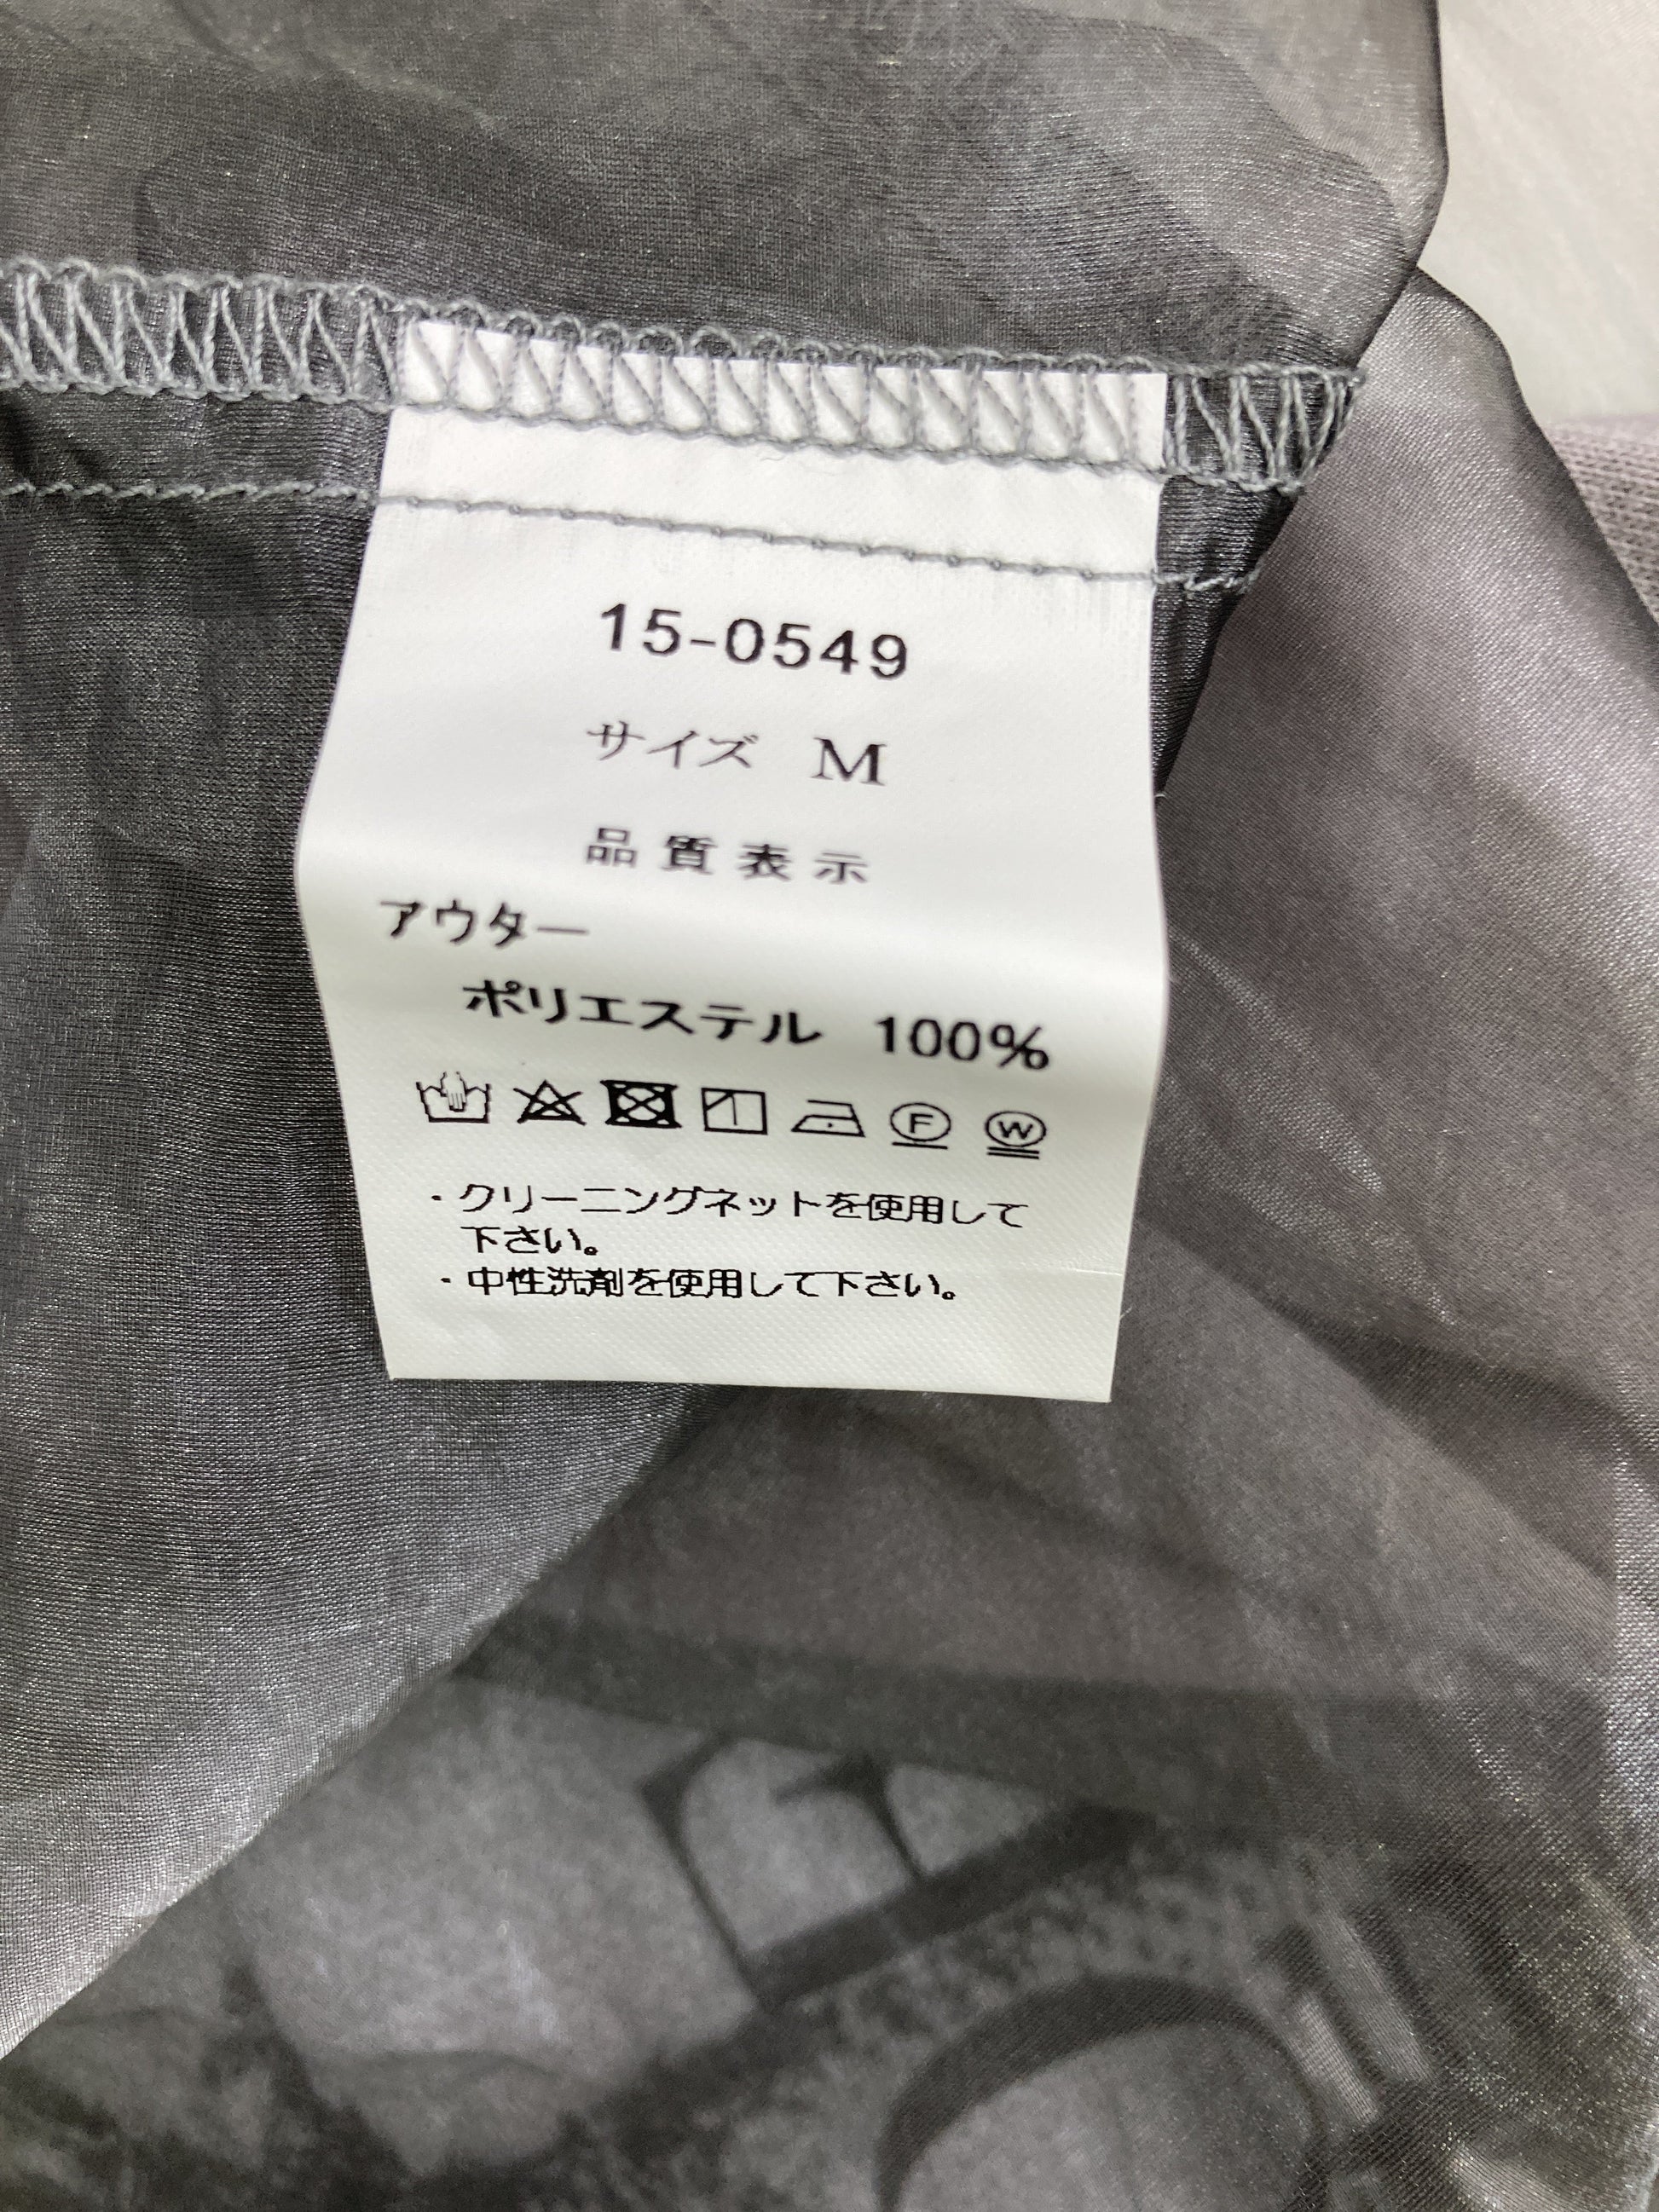 15-0549
サイズ M
品質表示
アウター
ポリエステル 100%
F W
・クリーニングネットを使用して
下さい。
・中性洗剤を使用して下さい。